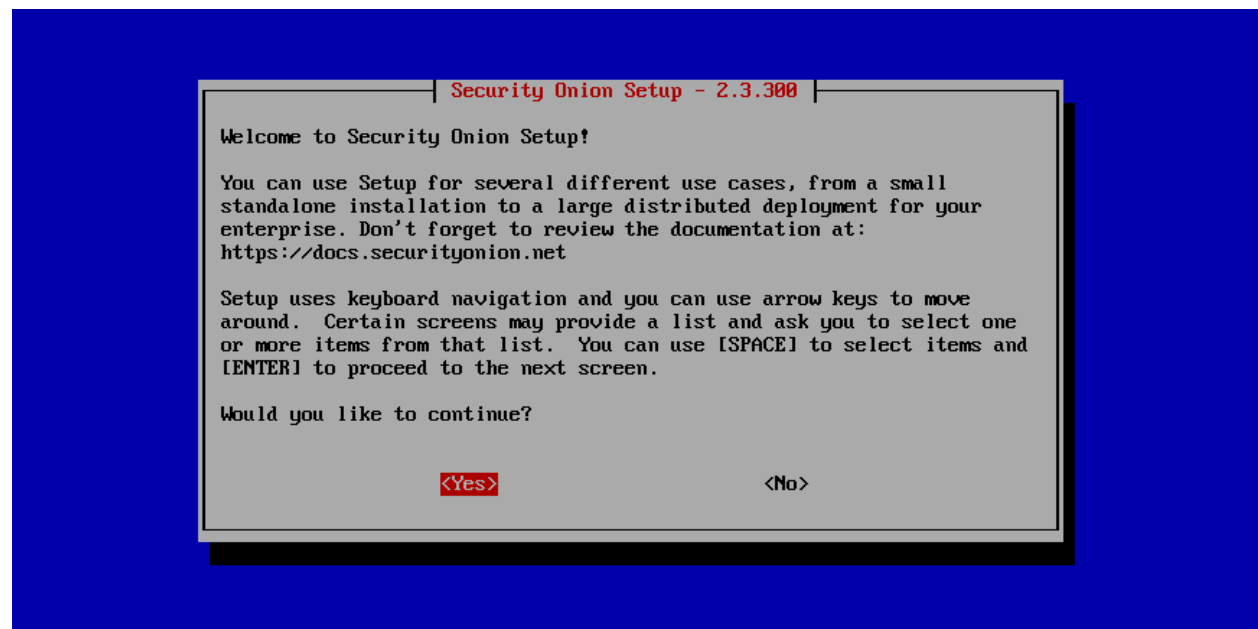 Security Onion Setup - 2.3.300
Welcome to Security Onion Setup!
You can use Setup for several different use cases, from a small
standalone installation to a large distributed deployment for your
enterprise. Don't forget to review the documentation at:
https://docs.securityonion.net
Setup uses keyboard navigation and you can use arrow keys to move
around.  Certain screens may provide a list and ask you to select one
or more items from that list.  You can use [SPACE] to select items and
[ENTER] to proceed to the next screen.
Would you like to continue?
<Yes> <No>